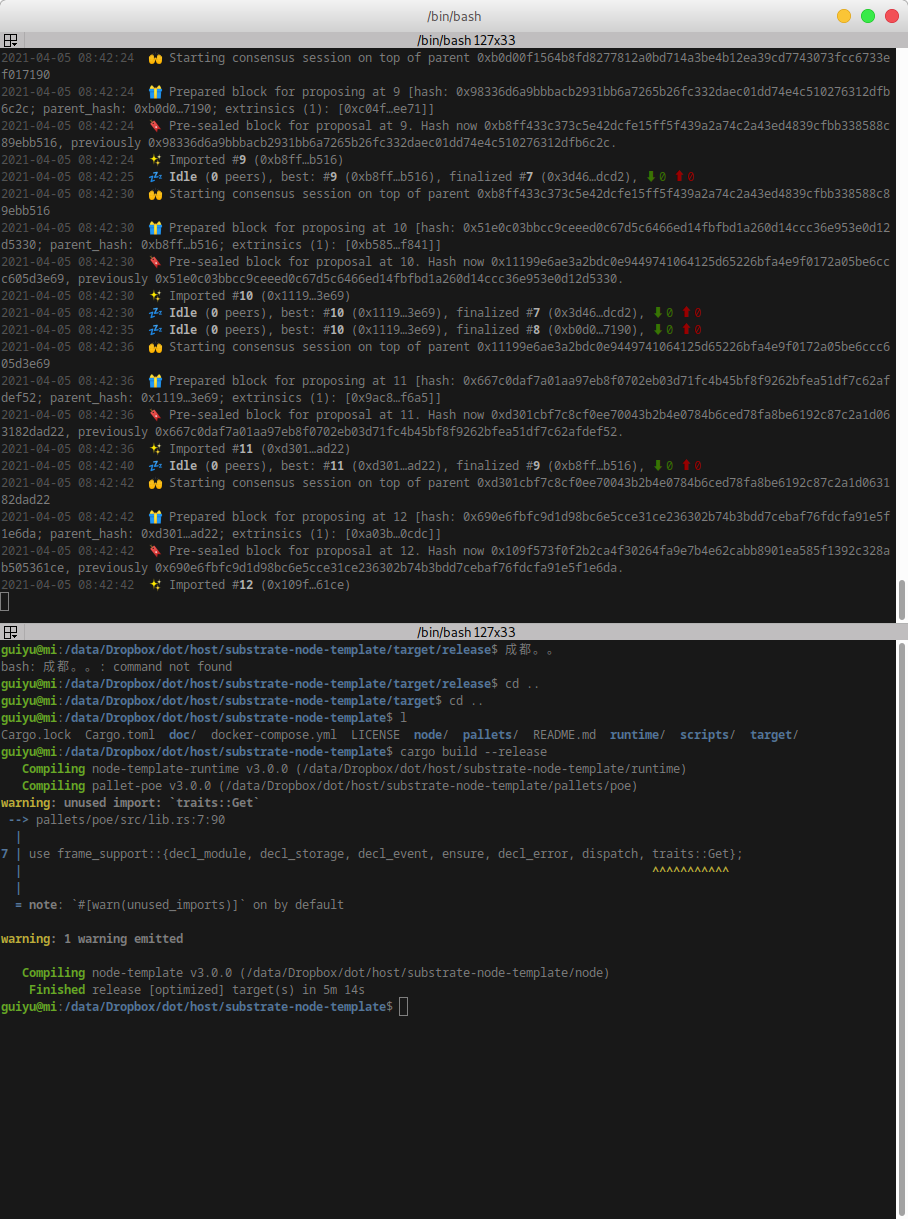 /bin/bash
/bin/bash 127x33
2021-04-05 08:42:24 🙌 Starting consensus session on top of parent 0xb0d00f1564b8fd8277812a0bd714a3be4b12ea39cd7743073fcc6733e
f017190
2021-04-05 08:42:24 🎁 Prepared block for proposing at 9 [hash: 0x98336d6a9bbbacb2931bb6a7265b26fc332daec01dd74e4c510276312dfb
6c2c; parent_hash: 0xb0d0…7190; extrinsics (1): [0xc04f…ee71]]
2021-04-05 08:42:24 🔖 Pre-sealed block for proposal at 9. Hash now 0xb8ff433c373c5e42dcfe15ff5f439a2a74c2a43ed4839cfbb338588c
89ebb516, previously 0x98336d6a9bbbacb2931bb6a7265b26fc332daec01dd74e4c510276312dfb6c2c.
2021-04-05 08:42:24 ✨ Imported #9 (0xb8ff…b516)
2021-04-05 08:42:25 💤 Idle (0 peers), best: #9 (0xb8ff…b516), finalized #7 (0x3d46…dcd2), ⬇ 0 ⬆ 0
2021-04-05 08:42:30 🙌 Starting consensus session on top of parent 0xb8ff433c373c5e42dcfe15ff5f439a2a74c2a43ed4839cfbb338588c8
9ebb516
2021-04-05 08:42:30 🎁 Prepared block for proposing at 10 [hash: 0x51e0c03bbcc9ceeed0c67d5c6466ed14fbfbd1a260d14ccc36e953e0d12
d5330; parent_hash: 0xb8ff…b516; extrinsics (1): [0xb585…f841]]
2021-04-05 08:42:30 🔖 Pre-sealed block for proposal at 10. Hash now 0x11199e6ae3a2bdc0e9449741064125d65226bfa4e9f0172a05be6cc
c605d3e69, previously 0x51e0c03bbcc9ceeed0c67d5c6466ed14fbfbd1a260d14ccc36e953e0d12d5330.
2021-04-05 08:42:30 ✨ Imported #10 (0x1119…3e69)
2021-04-05 08:42:30 💤 Idle (0 peers), best: #10 (0x1119…3e69), finalized #7 (0x3d46…dcd2), ⬇ 0 ⬆ 0
2021-04-05 08:42:35 💤 Idle (0 peers), best: #10 (0x1119…3e69), finalized #8 (0xb0d0…7190), ⬇ 0 ⬆ 0
2021-04-05 08:42:36 🙌 Starting consensus session on top of parent 0x11199e6ae3a2bdc0e9449741064125d65226bfa4e9f0172a05be6ccc6
05d3e69
2021-04-05 08:42:36 🎁 Prepared block for proposing at 11 [hash: 0x667c0daf7a01aa97eb8f0702eb03d71fc4b45bf8f9262bfea51df7c62af
def52; parent_hash: 0x1119…3e69; extrinsics (1): [0x9ac8…f6a5]]
2021-04-05 08:42:36 🔖 Pre-sealed block for proposal at 11. Hash now 0xd301cbf7c8cf0ee70043b2b4e0784b6ced78fa8be6192c87c2a1d06
3182dad22, previously 0x667c0daf7a01aa97eb8f0702eb03d71fc4b45bf8f9262bfea51df7c62afdef52.
2021-04-05 08:42:36 ✨ Imported #11 (0xd301…ad22)
2021-04-05 08:42:40 💤 Idle (0 peers), best: #11 (0xd301…ad22), finalized #9 (0xb8ff…b516), ⬇ 0 ⬆ 0
2021-04-05 08:42:42 🙌 Starting consensus session on top of parent 0xd301cbf7c8cf0ee70043b2b4e0784b6ced78fa8be6192c87c2a1d0631
82dad22
2021-04-05 08:42:42 🎁 Prepared block for proposing at 12 [hash: 0x690e6fbfc9d1d98bc6e5cce31ce236302b74b3bdd7cebaf76fdcfa91e5f
1e6da; parent_hash: 0xd301…ad22; extrinsics (1): [0xa03b…0cdc]]
2021-04-05 08:42:42 🔖 Pre-sealed block for proposal at 12. Hash now 0x109f573f0f2b2ca4f30264fa9e7b4e62cabb8901ea585f1392c328a
b505361ce, previously 0x690e6fbfc9d1d98bc6e5cce31ce236302b74b3bdd7cebaf76fdcfa91e5f1e6da.
2021-04-05 08:42:42 ✨ Imported #12 (0x109f…61ce)
/bin/bash 127x33
guiyu@mi:/data/Dropbox/dot/host/substrate-node-template/target/release$ 成都。。
bash: 成都。。: command not found
guiyu@mi:/data/Dropbox/dot/host/substrate-node-template/target/release$ cd ..
guiyu@mi:/data/Dropbox/dot/host/substrate-node-template/target$ cd ..
guiyu@mi:/data/Dropbox/dot/host/substrate-node-template$ l
Cargo.lock  Cargo.toml  doc/  docker-compose.yml  LICENSE  node/  pallets/  README.md  runtime/  scripts/  target/
guiyu@mi:/data/Dropbox/dot/host/substrate-node-template$ cargo build --release
   Compiling node-template-runtime v3.0.0 (/data/Dropbox/dot/host/substrate-node-template/runtime)
   Compiling pallet-poe v3.0.0 (/data/Dropbox/dot/host/substrate-node-template/pallets/poe)
warning: unused import: `traits::Get`
 --> pallets/poe/src/lib.rs:7:90
  |
7 | use frame_support::{decl_module, decl_storage, decl_event, ensure, decl_error, dispatch, traits::Get};
  |                                                                                          ^^^^^^^^^^^
  |
  = note: `#[warn(unused_imports)]` on by default
warning: 1 warning emitted
   Compiling node-template v3.0.0 (/data/Dropbox/dot/host/substrate-node-template/node)
    Finished release [optimized] target(s) in 5m 14s
guiyu@mi:/data/Dropbox/dot/host/substrate-node-template$